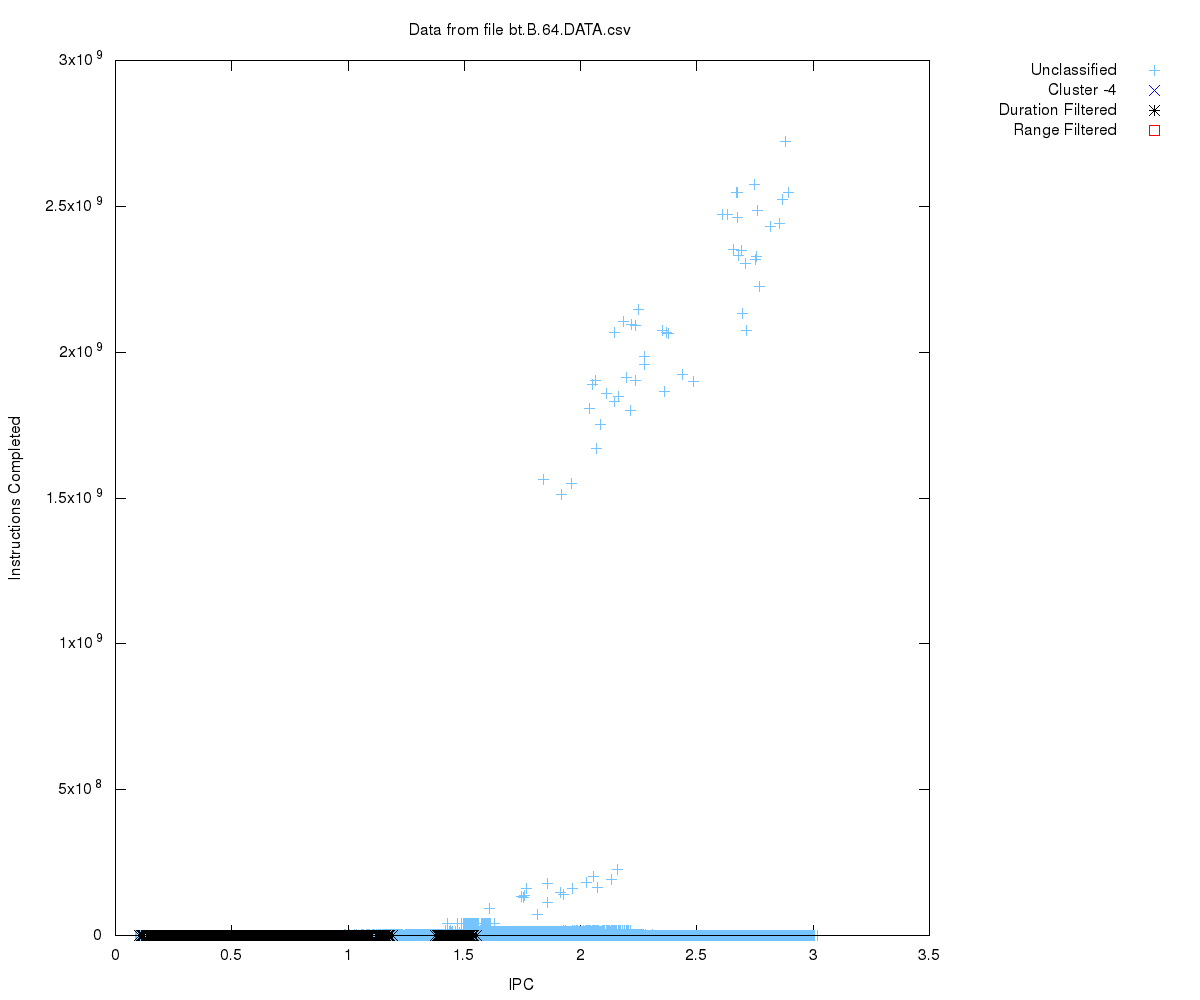 Data from file bt.B.64.DATA.csv
Unclassified
Cluster -4
Duration Filtered
Range Filtered
3x10^9
2.5x10^9
2x10^9
1.5x10^9
1x10^9
5x10^8
0
Instructions Completed
0 0.5 1 1.5 2 2.5 3 3.5
IPC